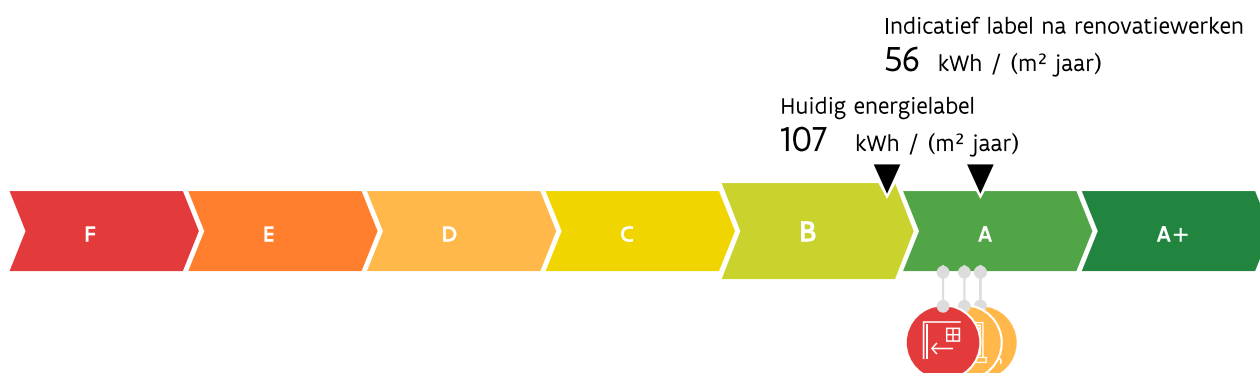 Indicatief label na renovatiewerken
56 kWh / (m² jaar)
Huidig energielabel
107 kWh / (m² jaar)
F E D C B A A+